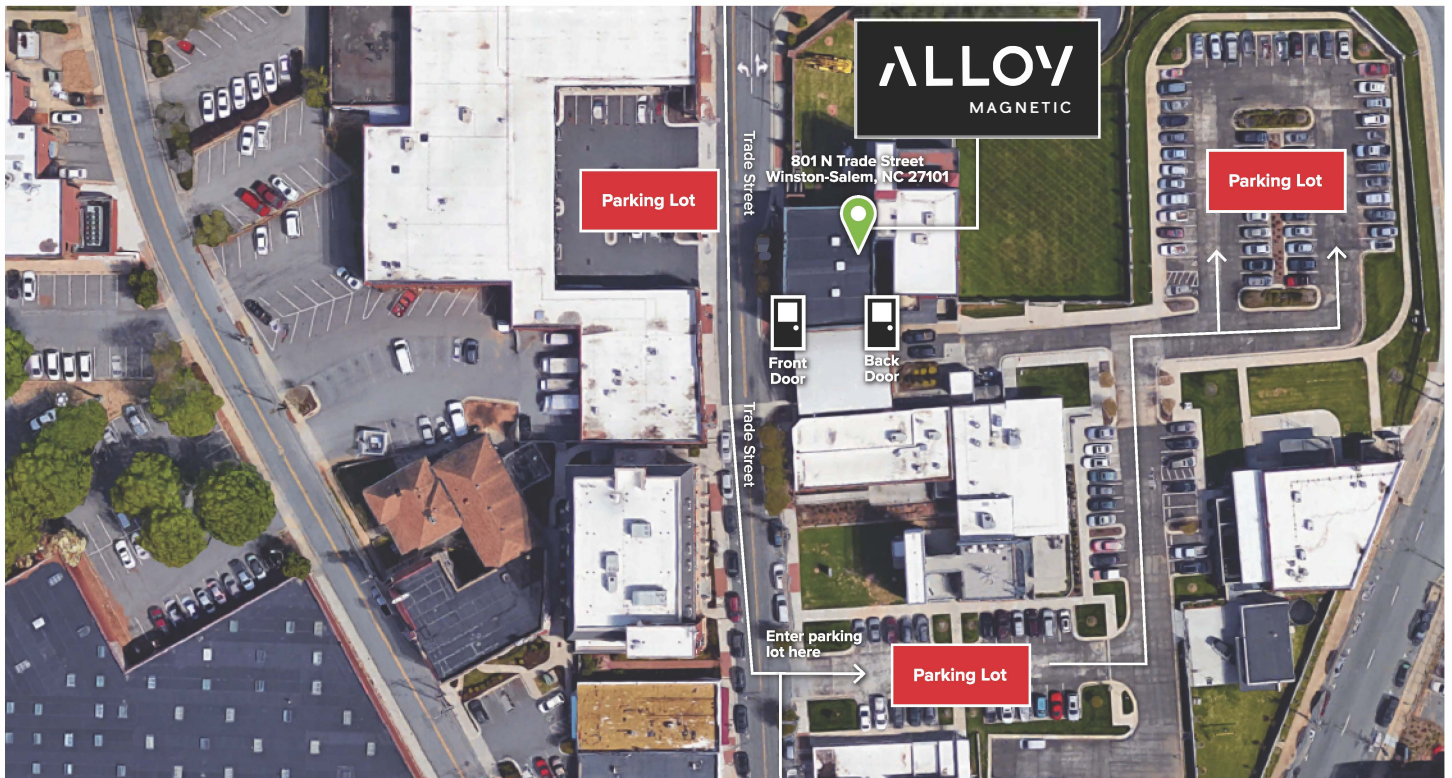 ALLOY
MAGNETIC
801 N Trade Street
Winston-Salem, NC 27101
Parking Lot
Parking Lot
Trade Street
Front
Door
Back
Door
Trade Street
Enter parking
lot here
Parking Lot